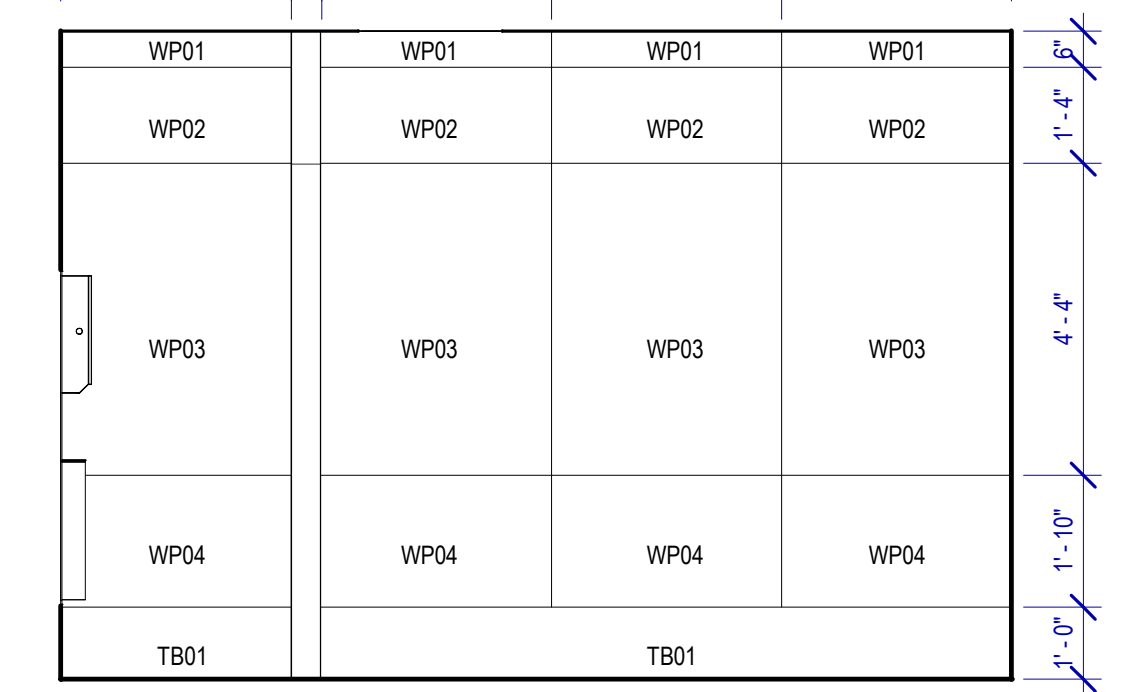 WP01 WP01 WP01 WP01 6"
WP02 WP02 WP02 WP02 1' - 4"
WP03 WP03 WP03 WP03 4' - 4"
WP04 WP04 WP04 WP04 1' - 10"
TB01 TB01 1' - 0"